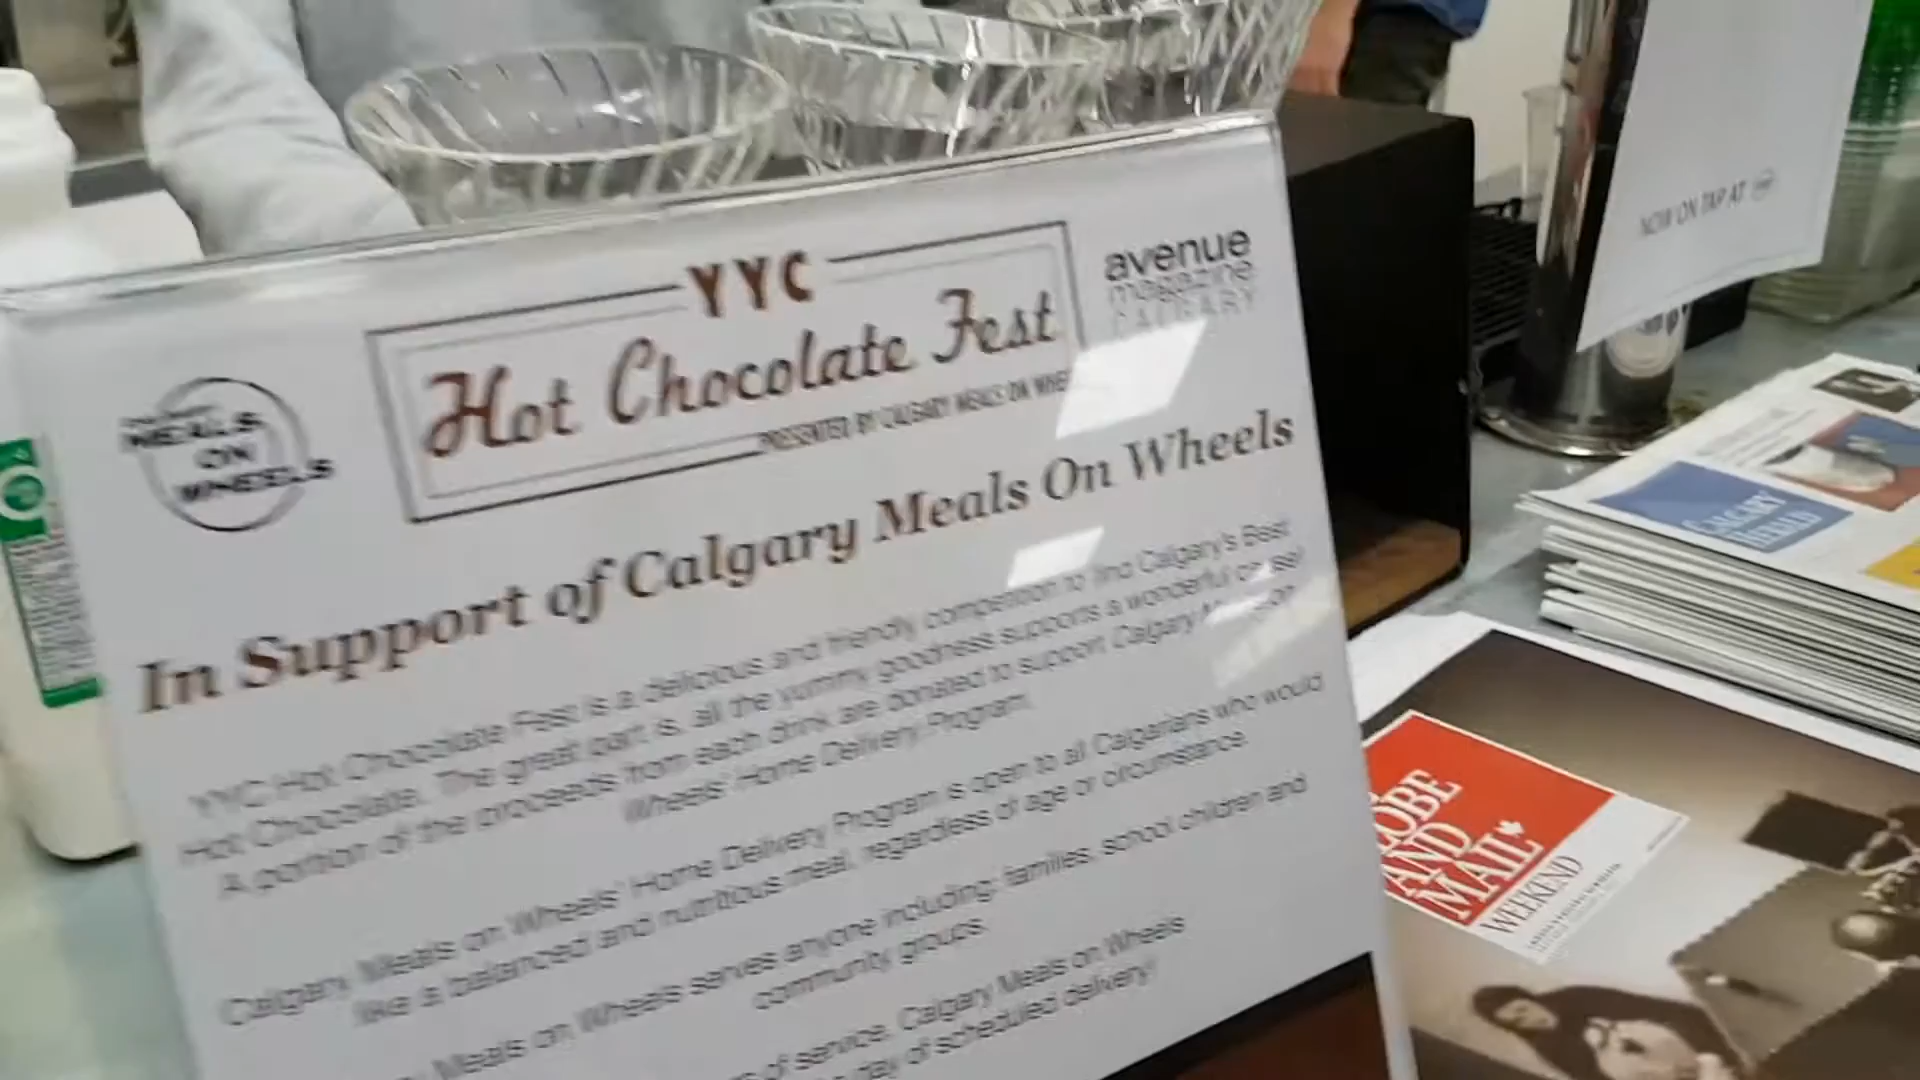 YYC
Hot Chocolate Fest
PRESENTED BY CALGARY MEALS ON WHE
avenue
magazine
CALGARY
MEALS
ON
WHEELS
In Support of Calgary Meals On Wheels
YYC Hot Chocolate Fest is a delicious and friendly competition to find Calgary's Best
Hot Chocolate. The great part is, all the yummy goodness supports a wonderful
A portion of the proceeds from each drink are donated to support Calgary Meals on
Wheels' Home Delivery Program.
Calgary Meals on Wheels' Home Delivery Program is open to all Calgarians who would
like a balanced and nutritious meal, regardless of age or circumstance.
Meals on Wheels serves anyone including: families, school children and
community groups.
of service. Calgary Meals on Wheels
day of scheduled delivery!
NOW ON TAP AT
CALGARY
HERALD
LOBE
AND
MAIL
WEEKEND